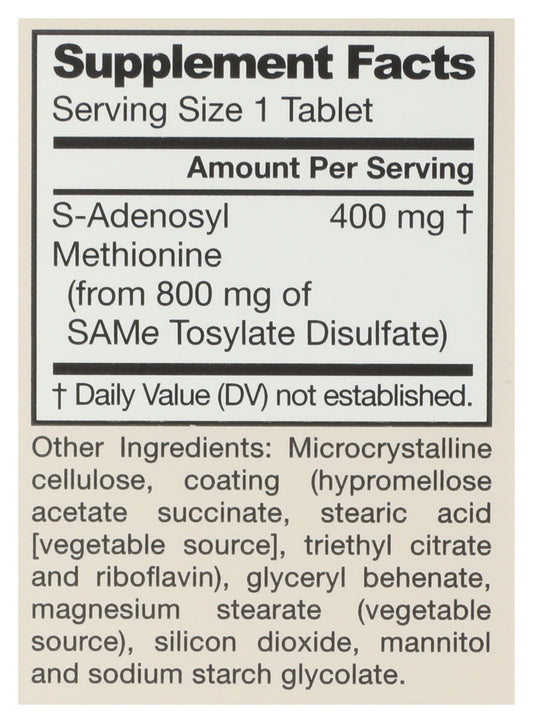 Supplement Facts
Serving Size 1 Tablet
Amount Per Serving
S-Adenosyl 400 mg †
Methionine
(from 800 mg of
SAMe Tosylate Disulfate)
† Daily Value (DV) not established.
Other Ingredients: Microcrystalline
cellulose, coating (hypromellose
acetate succinate, stearic acid
[vegetable source], triethyl citrate
and riboflavin), glyceryl behenate,
magnesium stearate (vegetable
source), silicon dioxide, mannitol
and sodium starch glycolate.